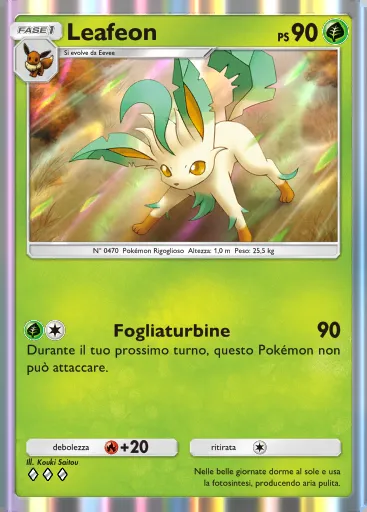 FASE 1
Leafeon
PS 90
Si evolve da Eevee
N° 0470 Pokémon Rigoglioso Altezza: 1,0 m Peso: 25,5 kg
Fogliaturbine 90
Durante il tuo prossimo turno, questo Pokémon non
può attaccare.
debolezza +20
ritirata
Ill. Kouki Saitou
Nelle belle giornate dorme al sole e usa
la fotosintesi, producendo aria pulita.